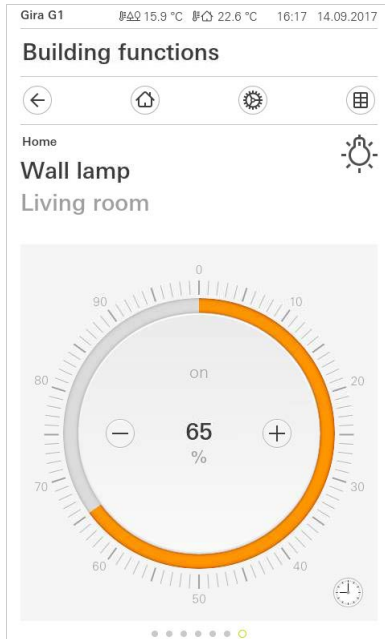 Gira G1 15.9 °C 22.6 °C 16:17 14.09.2017
Building functions
Home
Wall lamp
Living room
0
90 10
on
80 20
65
%
70 30
60 40
50